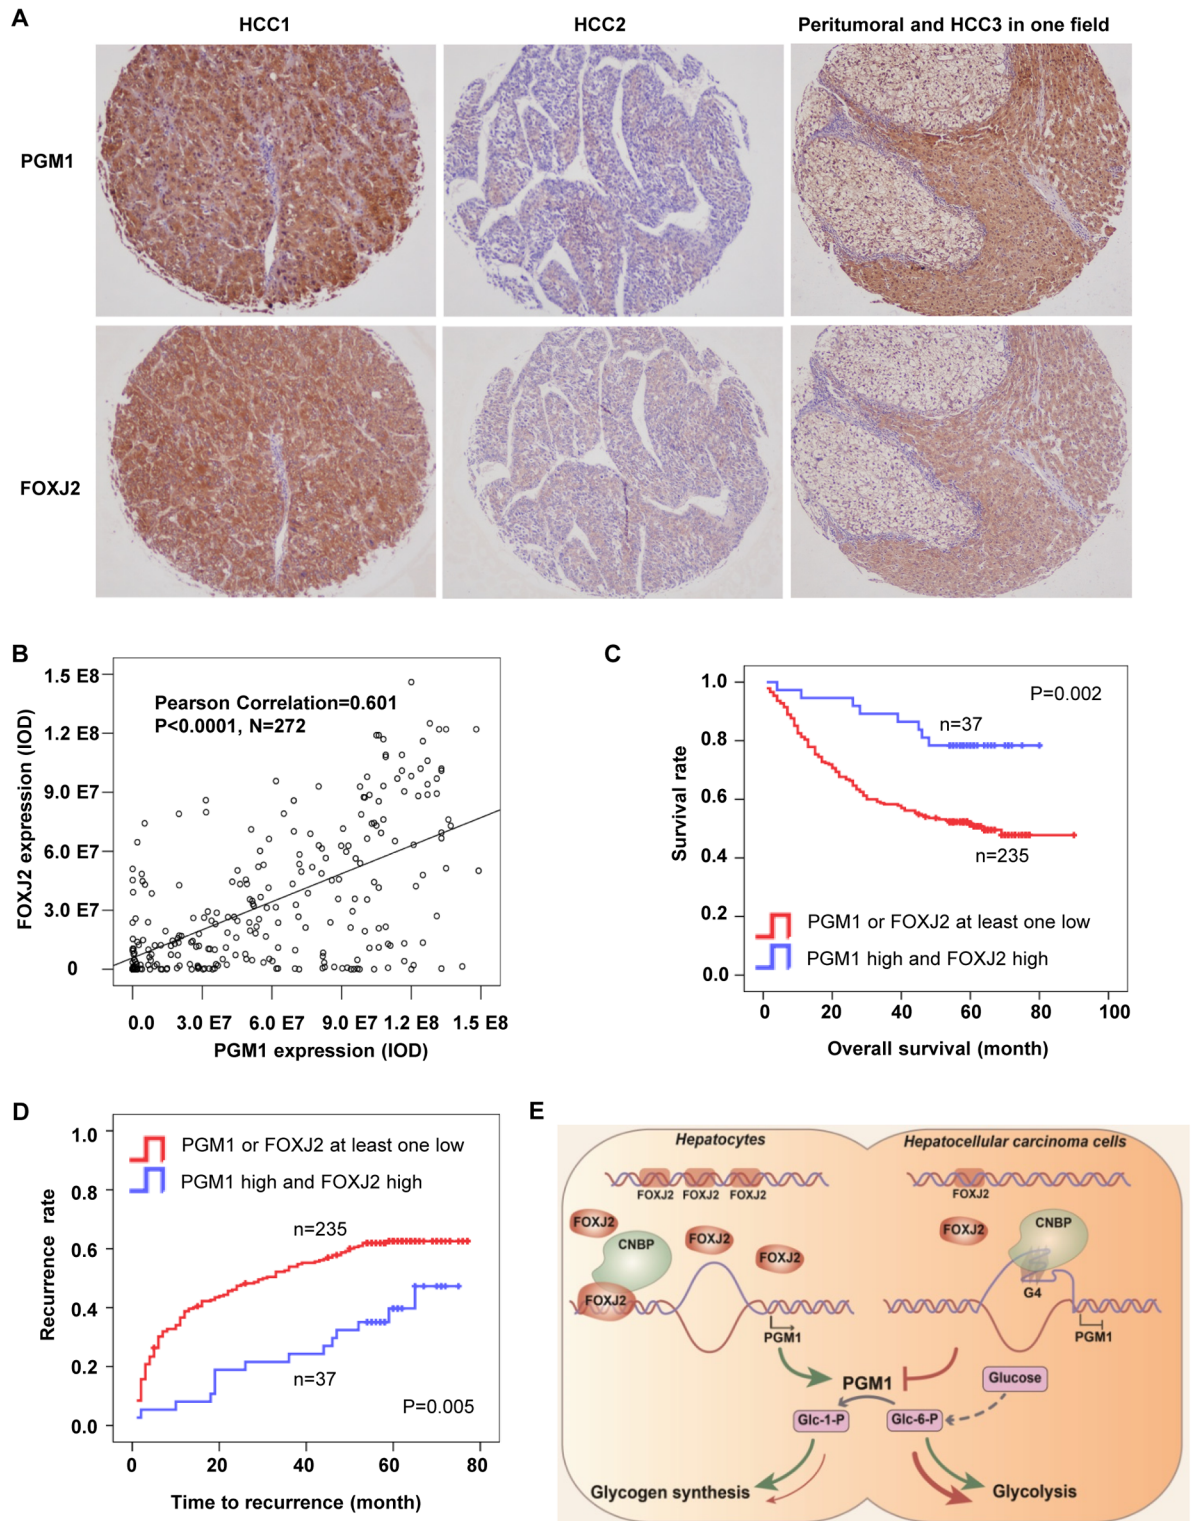 A
HCC1
HCC2
Peritumoral and HCC3 in one field
PGM1
FOXJ2
B
1.5 E8
1.2 E8
9.0 E7
6.0 E7
3.0 E7
0
FOXJ2 expression (IOD)
Pearson Correlation=0.601
P<0.0001, N=272
0.0 3.0 E7 6.0 E7 9.0 E7 1.2 E8 1.5 E8
PGM1 expression (IOD)
C
1.0
0.8
0.6
0.4
0.2
0.0
Survival rate
P=0.002
n=37
n=235
PGM1 or FOXJ2 at least one low
PGM1 high and FOXJ2 high
0 20 40 60 80 100
Overall survival (month)
D
1.0
0.8
0.6
0.4
0.2
0.0
Recurrence rate
PGM1 or FOXJ2 at least one low
PGM1 high and FOXJ2 high
n=235
n=37
P=0.005
0 20 40 60 80
Time to recurrence (month)
E
Hepatocytes
Hepatocellular carcinoma cells
FOXJ2 FOXJ2 FOXJ2
FOXJ2
FOXJ2
CNBP
FOXJ2
FOXJ2
FOXJ2
PGM1
FOXJ2
CNBP
G4
PGM1
PGM1
Glucose
Glc-1-P
Glc-6-P
Glycogen synthesis
Glycolysis